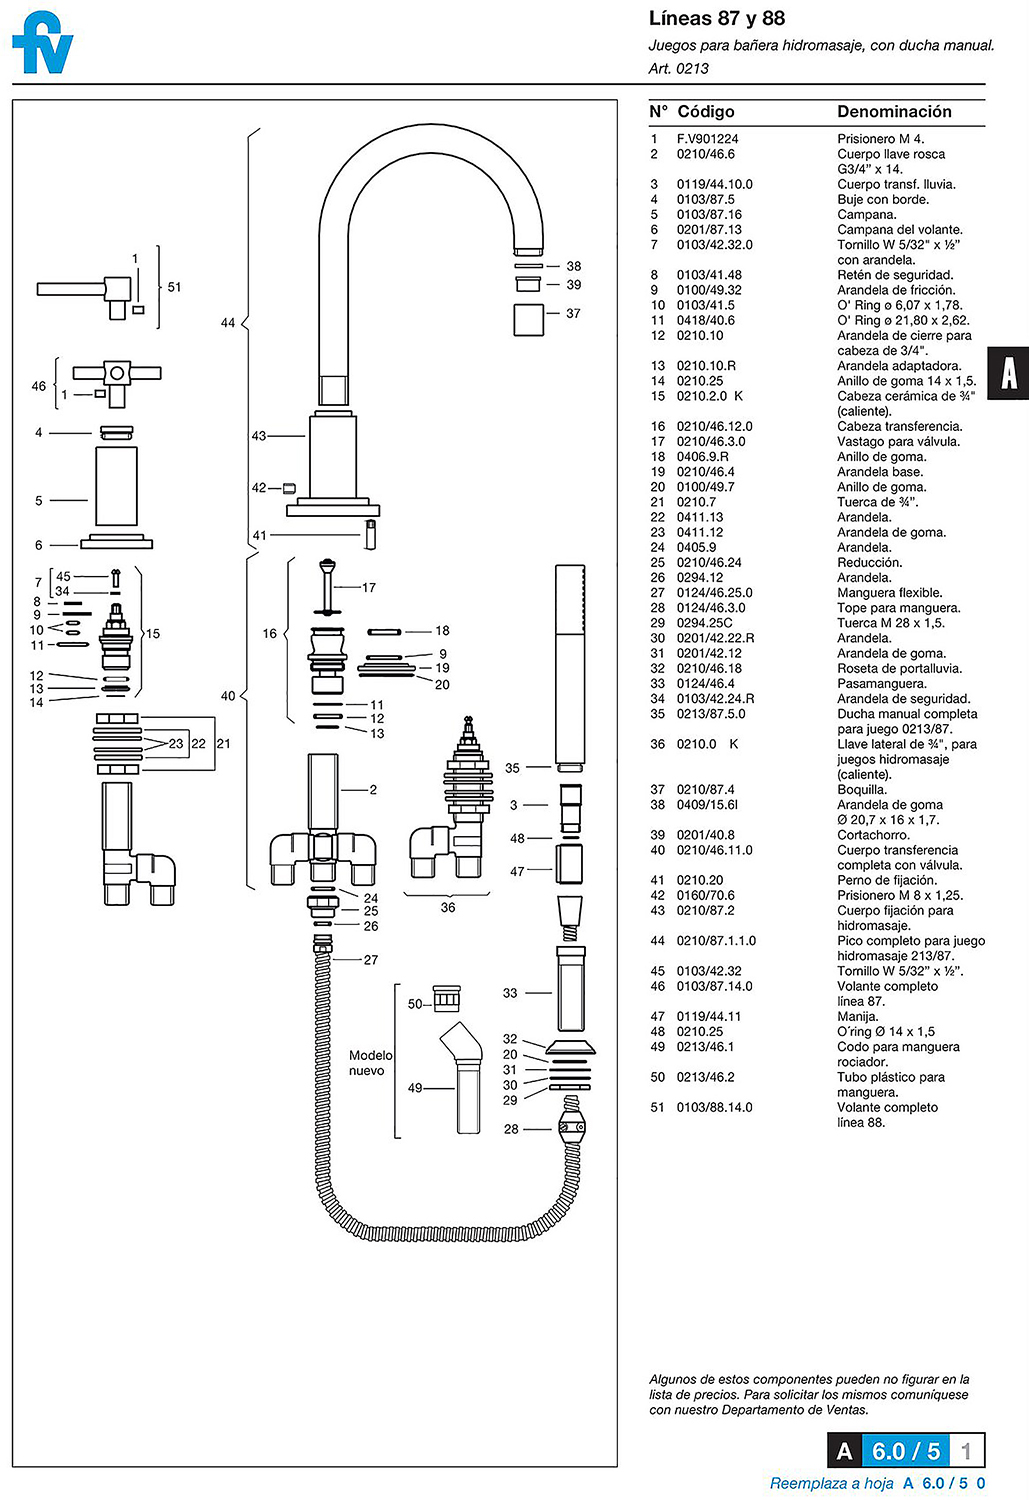 fv
Líneas 87 y 88
Juegos para bañera hidromasaje, con ducha manual.
Art. 0213
N° Código Denominación
1 F.V901224 Prisionero M 4.
2 0210/46.6 Cuerpo llave rosca
G3/4” x 14.
3 0119/44.10.0 Cuerpo transf. lluvia.
4 0103/87.5 Buje con borde.
5 0103/87.16 Campana.
6 0201/87.13 Campana del volante.
7 0103/42.32.0 Tornillo W 5/32" x ½”
con arandela.
8 0103/41.48 Retén de seguridad.
9 0100/49.32 Arandela de fricción.
10 0103/41.5 O' Ring ø 6,07 x 1,78.
11 0418/40.6 O' Ring ø 21,80 x 2,62.
12 0210.10 Arandela de cierre para
cabeza de 3/4".
13 0210.10.R Arandela adaptadora.
14 0210.25 Anillo de goma 14 x 1,5.
15 0210.2.0 K Cabeza cerámica de ¾"
(caliente).
16 0210/46.12.0 Cabeza transferencia.
17 0210/46.3.0 Vastago para válvula.
18 0406.9.R Anillo de goma.
19 0210/46.4 Arandela base.
20 0100/49.7 Anillo de goma.
21 0210.7 Tuerca de ¾”.
22 0411.13 Arandela.
23 0411.12 Arandela de goma.
24 0405.9 Arandela.
25 0210/46.24 Reducción.
26 0294.12 Arandela.
27 0124/46.25.0 Manguera flexible.
28 0124/46.3.0 Tope para manguera.
29 0294.25C Tuerca M 28 x 1,5.
30 0201/42.22.R Arandela.
31 0201/42.12 Arandela de goma.
32 0210/46.18 Roseta de portalluvia.
33 0124/46.4 Pasamanguera.
34 0103/42.24.R Arandela de seguridad.
35 0213/87.5.0 Ducha manual completa
para juego 0213/87.
36 0210.0 K Llave lateral de ¾", para
juegos hidromasaje
(caliente).
37 0210/87.4 Boquilla.
38 0409/15.6I Arandela de goma
Ø 20,7 x 16 x 1,7.
39 0201/40.8 Cortachorro.
40 0210/46.11.0 Cuerpo transferencia
completa con válvula.
41 0210.20 Perno de fijación.
42 0160/70.6 Prisionero M 8 x 1,25.
43 0210/87.2 Cuerpo fijación para
hidromasaje.
44 0210/87.1.1.0 Pico completo para juego
hidromasaje 213/87.
45 0103/42.32 Tornillo W 5/32” x ½”.
46 0103/87.14.0 Volante completo
línea 87.
47 0119/44.11 Manija.
48 0210.25 O´ring Ø 14 x 1,5
49 0213/46.1 Codo para manguera
rociador.
50 0213/46.2 Tubo plástico para
manguera.
51 0103/88.14.0 Volante completo
línea 88.
1
51
46
1
4
5
6
7
45
34
8
9
10
11
15
12
13
14
23
22
21
44
38
39
37
43
42
41
40
16
17
18
9
19
20
11
12
13
2
36
24
25
26
27
35
3
48
47
33
32
20
31
30
29
28
Modelo
nuevo
50
49
A
Algunos de estos componentes pueden no figurar en la
lista de precios. Para solicitar los mismos comuníquese
con nuestro Departamento de Ventas.
A 6.0 / 5 1
Reemplaza a hoja A 6.0 / 5 0